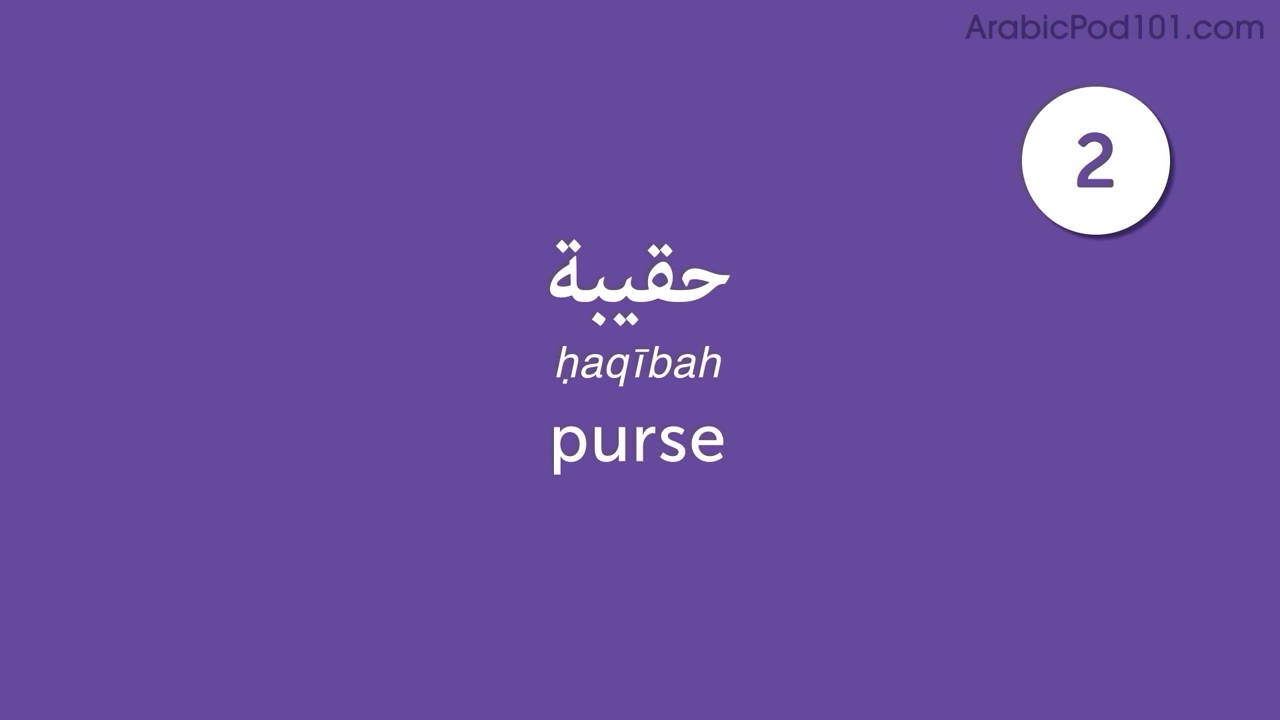 ArabicPod101.com
2
حقيبة
ḥaqībah
purse